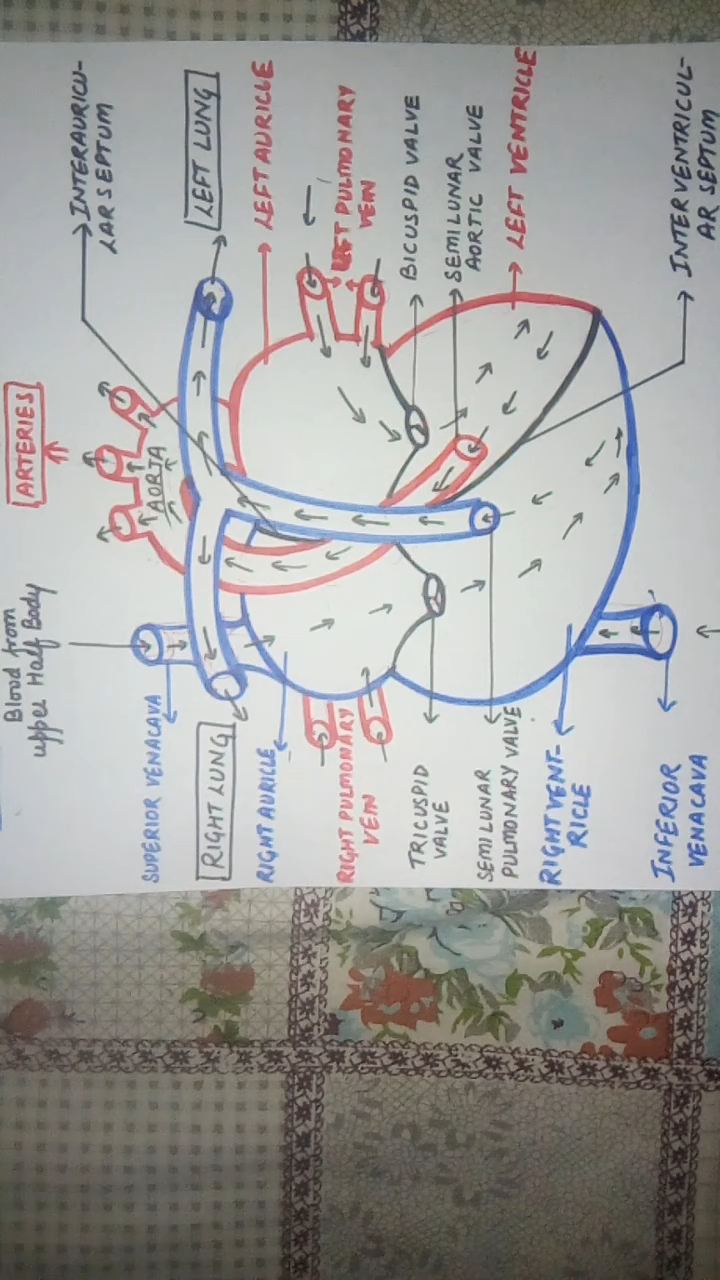 Blood from
upper Half Body
ARTERIES
INTERAURICU-
LAR SEPTUM
SUPERIOR VENACAVA
AORTA
LEFT LUNG
RIGHT LUNG
LEFT AURICLE
RIGHT AURICLE
LEFT PULMONARY
VEIN
RIGHT PULMONARY
VEIN
BICUSPID VALVE
TRICUSPID
VALVE
SEMILUNAR
AORTIC VALVE
SEMI LUNAR
PULMONARY VALVE
LEFT VENTRICLE
RIGHT VENT-
RICLE
INTERVENTRICUL-
AR SEPTUM
INFERIOR
VENACAVA